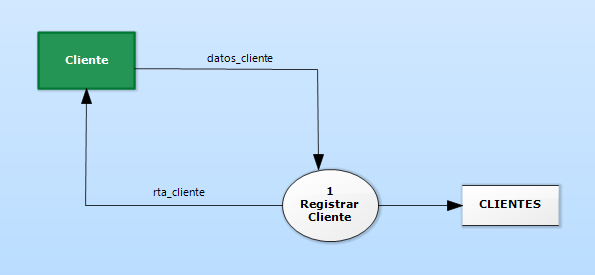 datos_cliente
Cliente
rta_cliente
1
Registrar
Cliente
CLIENTES